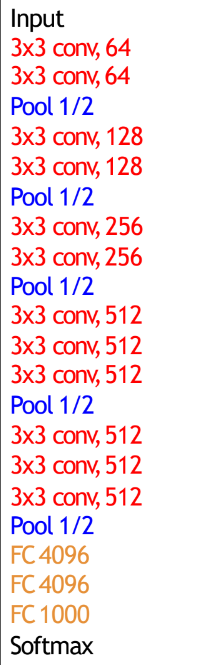 Input
3x3 conv, 64
3x3 conv, 64
Pool 1/2
3x3 conv, 128
3x3 conv, 128
Pool 1/2
3x3 conv, 256
3x3 conv, 256
Pool 1/2
3x3 conv, 512
3x3 conv, 512
3x3 conv, 512
Pool 1/2
3x3 conv, 512
3x3 conv, 512
3x3 conv, 512
Pool 1/2
FC 4096
FC 4096
FC 1000
Softmax